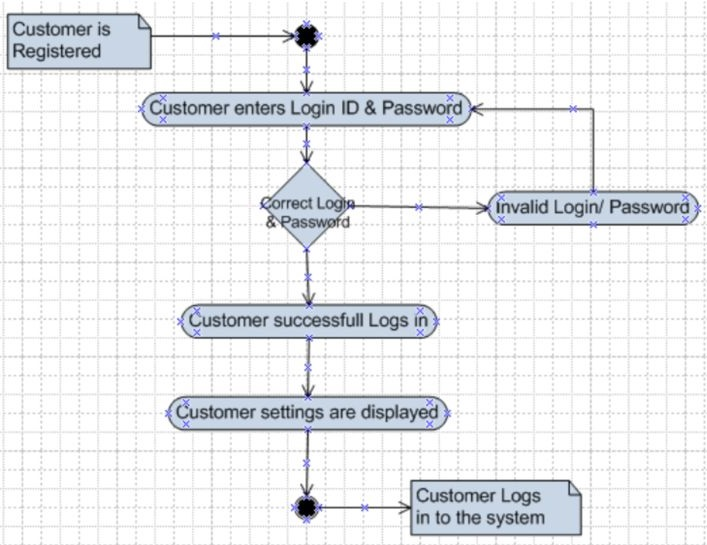 Customer is
Registered
Customer enters Login ID & Password
Correct Login
& Password
Invalid Login/ Password
Customer successfull Logs in
Customer settings are displayed
Customer Logs
in to the system